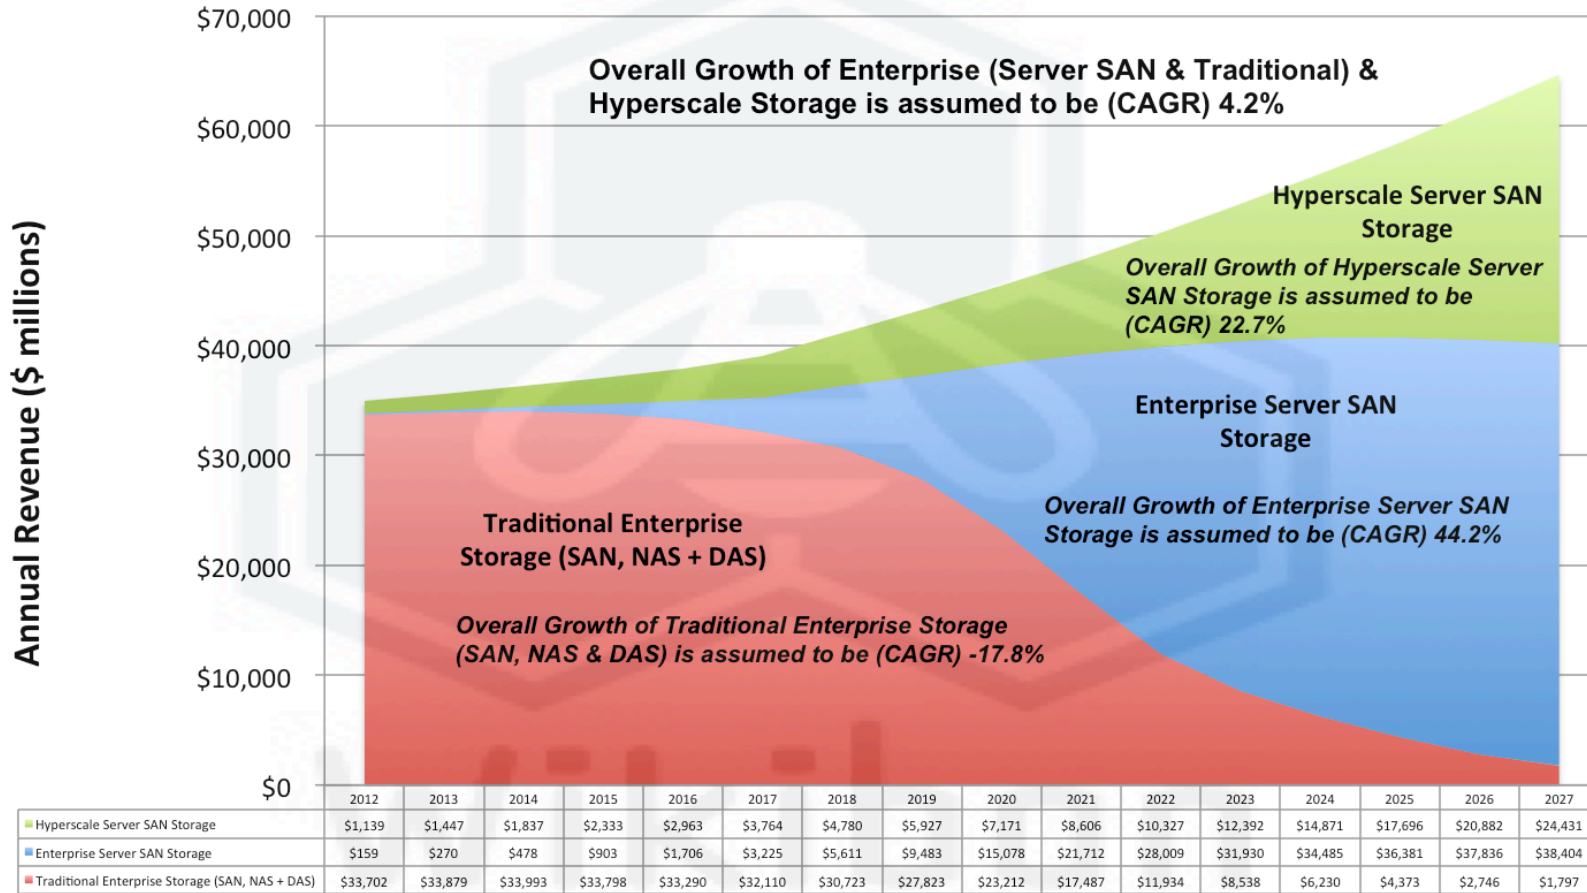 $70,000
Overall Growth of Enterprise (Server SAN & Traditional) &
Hyperscale Storage is assumed to be (CAGR) 4.2%
$60,000
Hyperscale Server SAN
Storage
$50,000
Overall Growth of Hyperscale Server
SAN Storage is assumed to be
(CAGR) 22.7%
$40,000
Enterprise Server SAN
Storage
$30,000
Overall Growth of Enterprise Server SAN
Storage is assumed to be (CAGR) 44.2%
Traditional Enterprise
Storage (SAN, NAS + DAS)
$20,000
Overall Growth of Traditional Enterprise Storage
(SAN, NAS & DAS) is assumed to be (CAGR) -17.8%
$10,000
$0
Annual Revenue ($ millions)
2012 2013 2014 2015 2016 2017 2018 2019 2020 2021 2022 2023 2024 2025 2026 2027
Hyperscale Server SAN Storage $1,139 $1,447 $1,837 $2,333 $2,963 $3,764 $4,780 $5,927 $7,171 $8,606 $10,327 $12,392 $14,871 $17,696 $20,882 $24,431
Enterprise Server SAN Storage $159 $270 $478 $903 $1,706 $3,225 $5,611 $9,483 $15,078 $21,712 $28,009 $31,930 $34,485 $36,381 $37,836 $38,404
Traditional Enterprise Storage (SAN, NAS + DAS) $33,702 $33,879 $33,993 $33,798 $33,290 $32,110 $30,723 $27,823 $23,212 $17,487 $11,934 $8,538 $6,230 $4,373 $2,746 $1,797